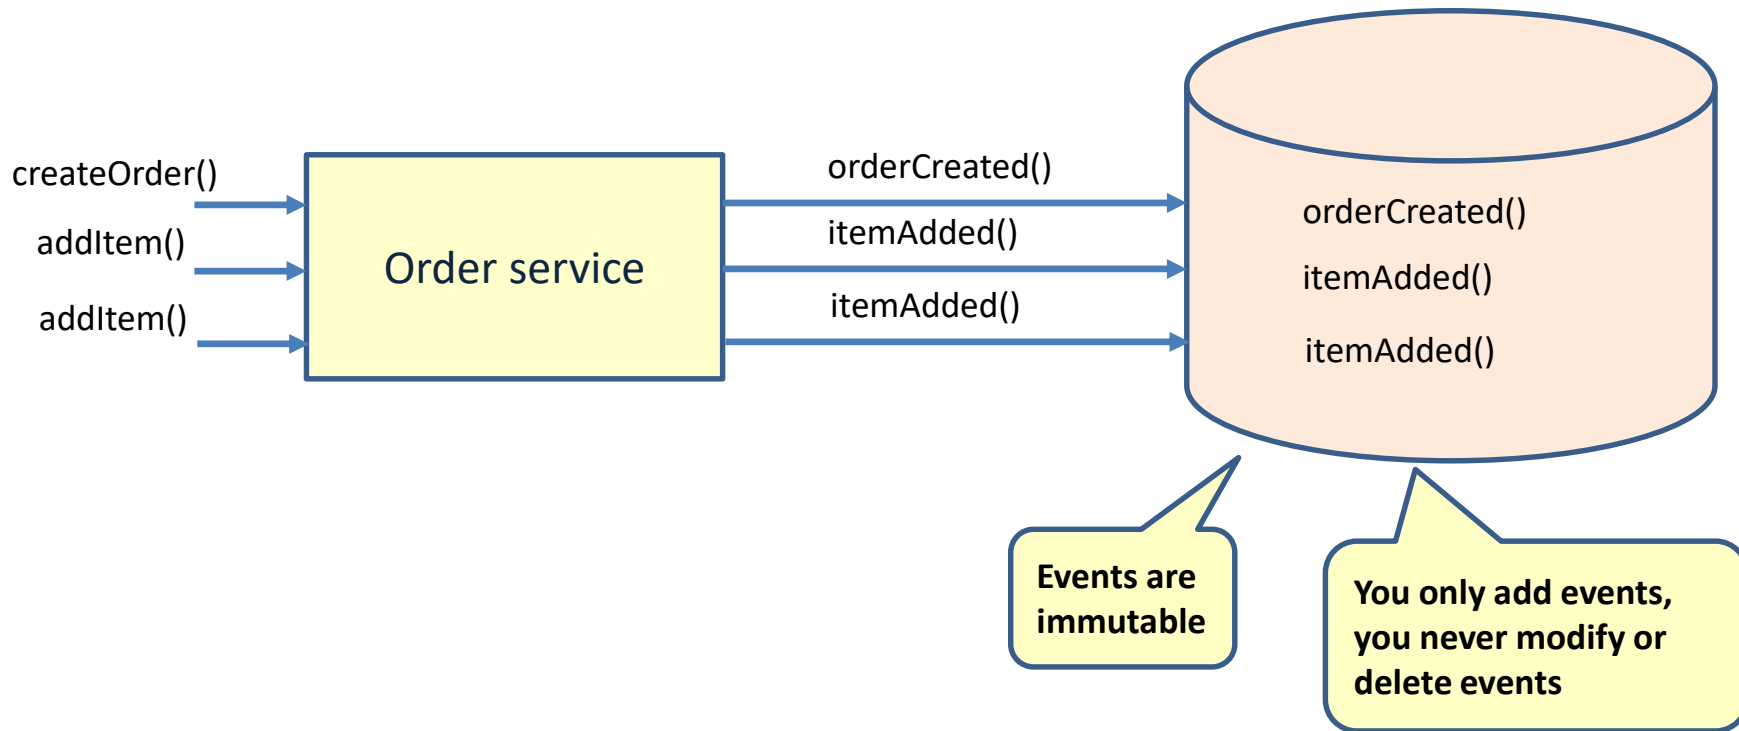 createOrder()
addItem()
addItem()
Order service
orderCreated()
itemAdded()
itemAdded()
orderCreated()
itemAdded()
itemAdded()
Events are
immutable
You only add events,
you never modify or
delete events